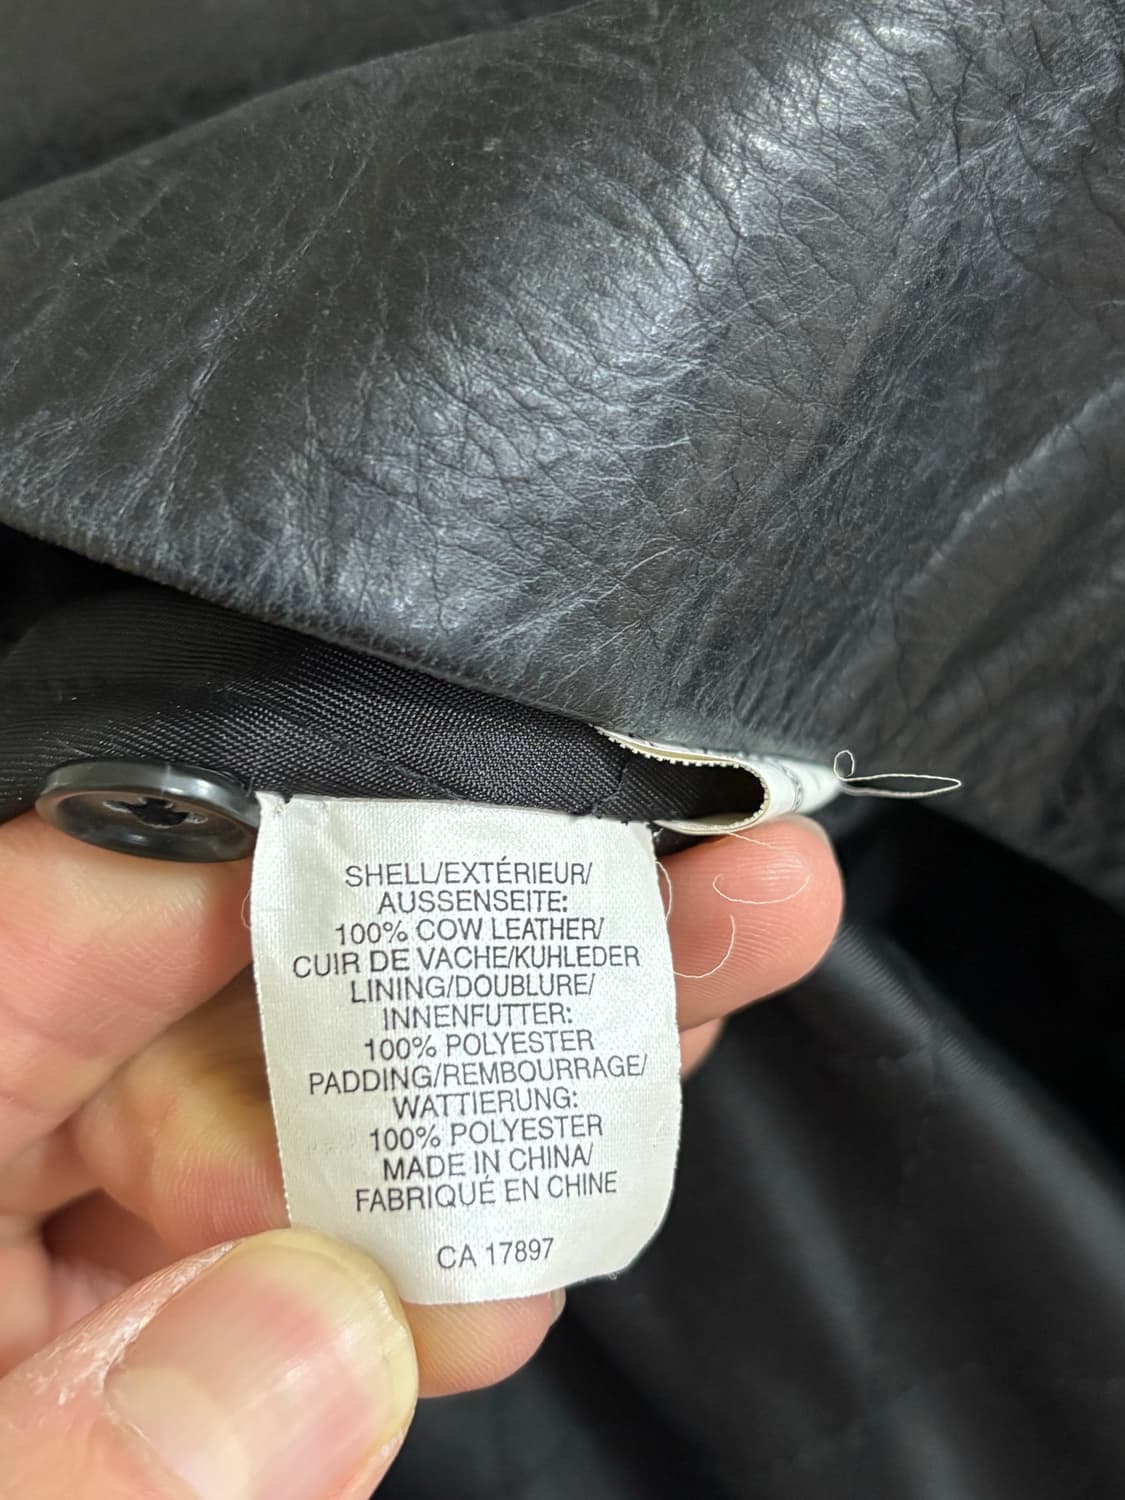 SHELL/EXTÉRIEUR/
AUSSENSEITE:
100% COW LEATHER/
CUIR DE VACHE/KUHLEDER
LINING/DOUBLURE/
INNENFUTTER:
100% POLYESTER
PADDING/REMBOURRAGE/
WATTIERUNG:
100% POLYESTER
MADE IN CHINA/
FABRIQUÉ EN CHINE
CA 17897